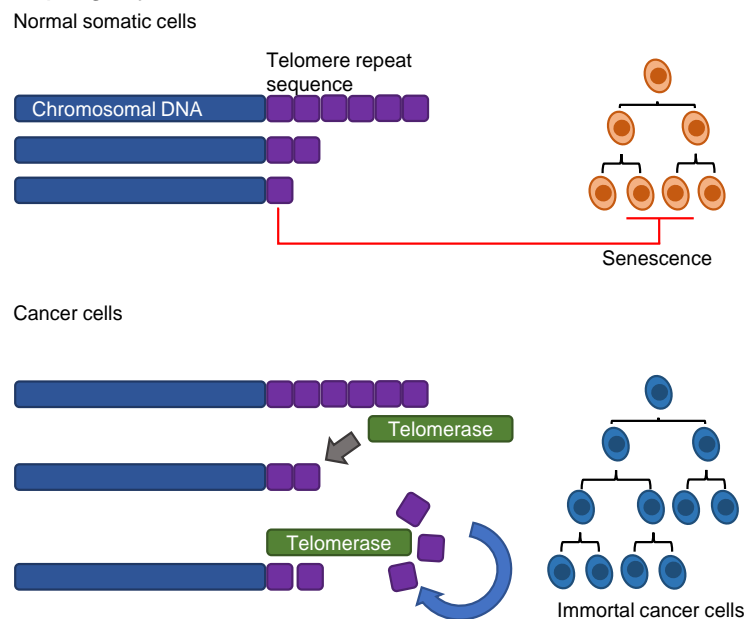 Normal somatic cells
Telomere repeat
sequence
Chromosomal DNA
Senescence
Cancer cells
Telomerase
Telomerase
Immortal cancer cells